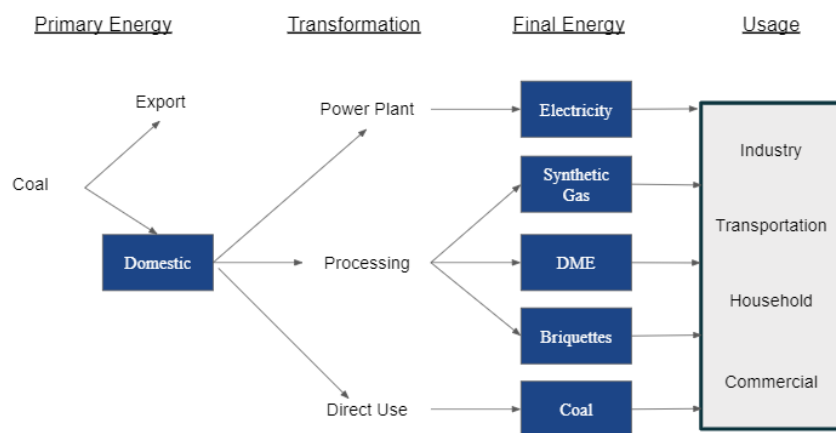 Primary Energy
Transformation
Final Energy
Usage
Export
Power Plant
Electricity
Industry
Coal
Synthetic
Gas
Transportation
Domestic
Processing
DME
Household
Briquettes
Commercial
Direct Use
Coal